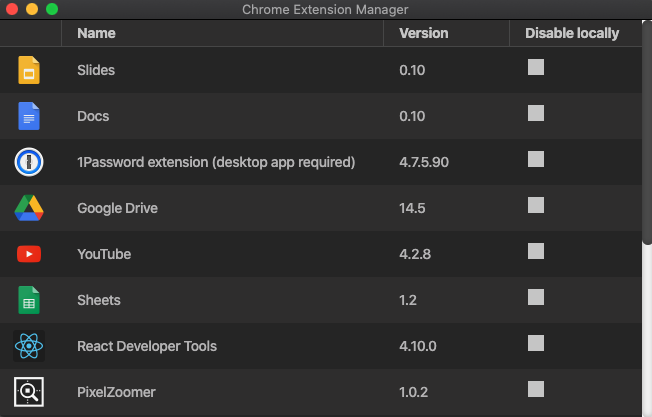 Chrome Extension Manager
Name Version Disable locally
Slides 0.10
Docs 0.10
1Password extension (desktop app required) 4.7.5.90
Google Drive 14.5
YouTube 4.2.8
Sheets 1.2
React Developer Tools 4.10.0
PixelZoomer 1.0.2